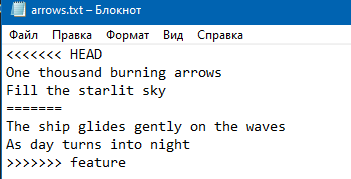 arrows.txt – Блокнот
Файл Правка Формат Вид Справка
<<<<<<< HEAD
One thousand burning arrows
Fill the starlit sky
=======
The ship glides gently on the waves
As day turns into night
>>>>>>> feature